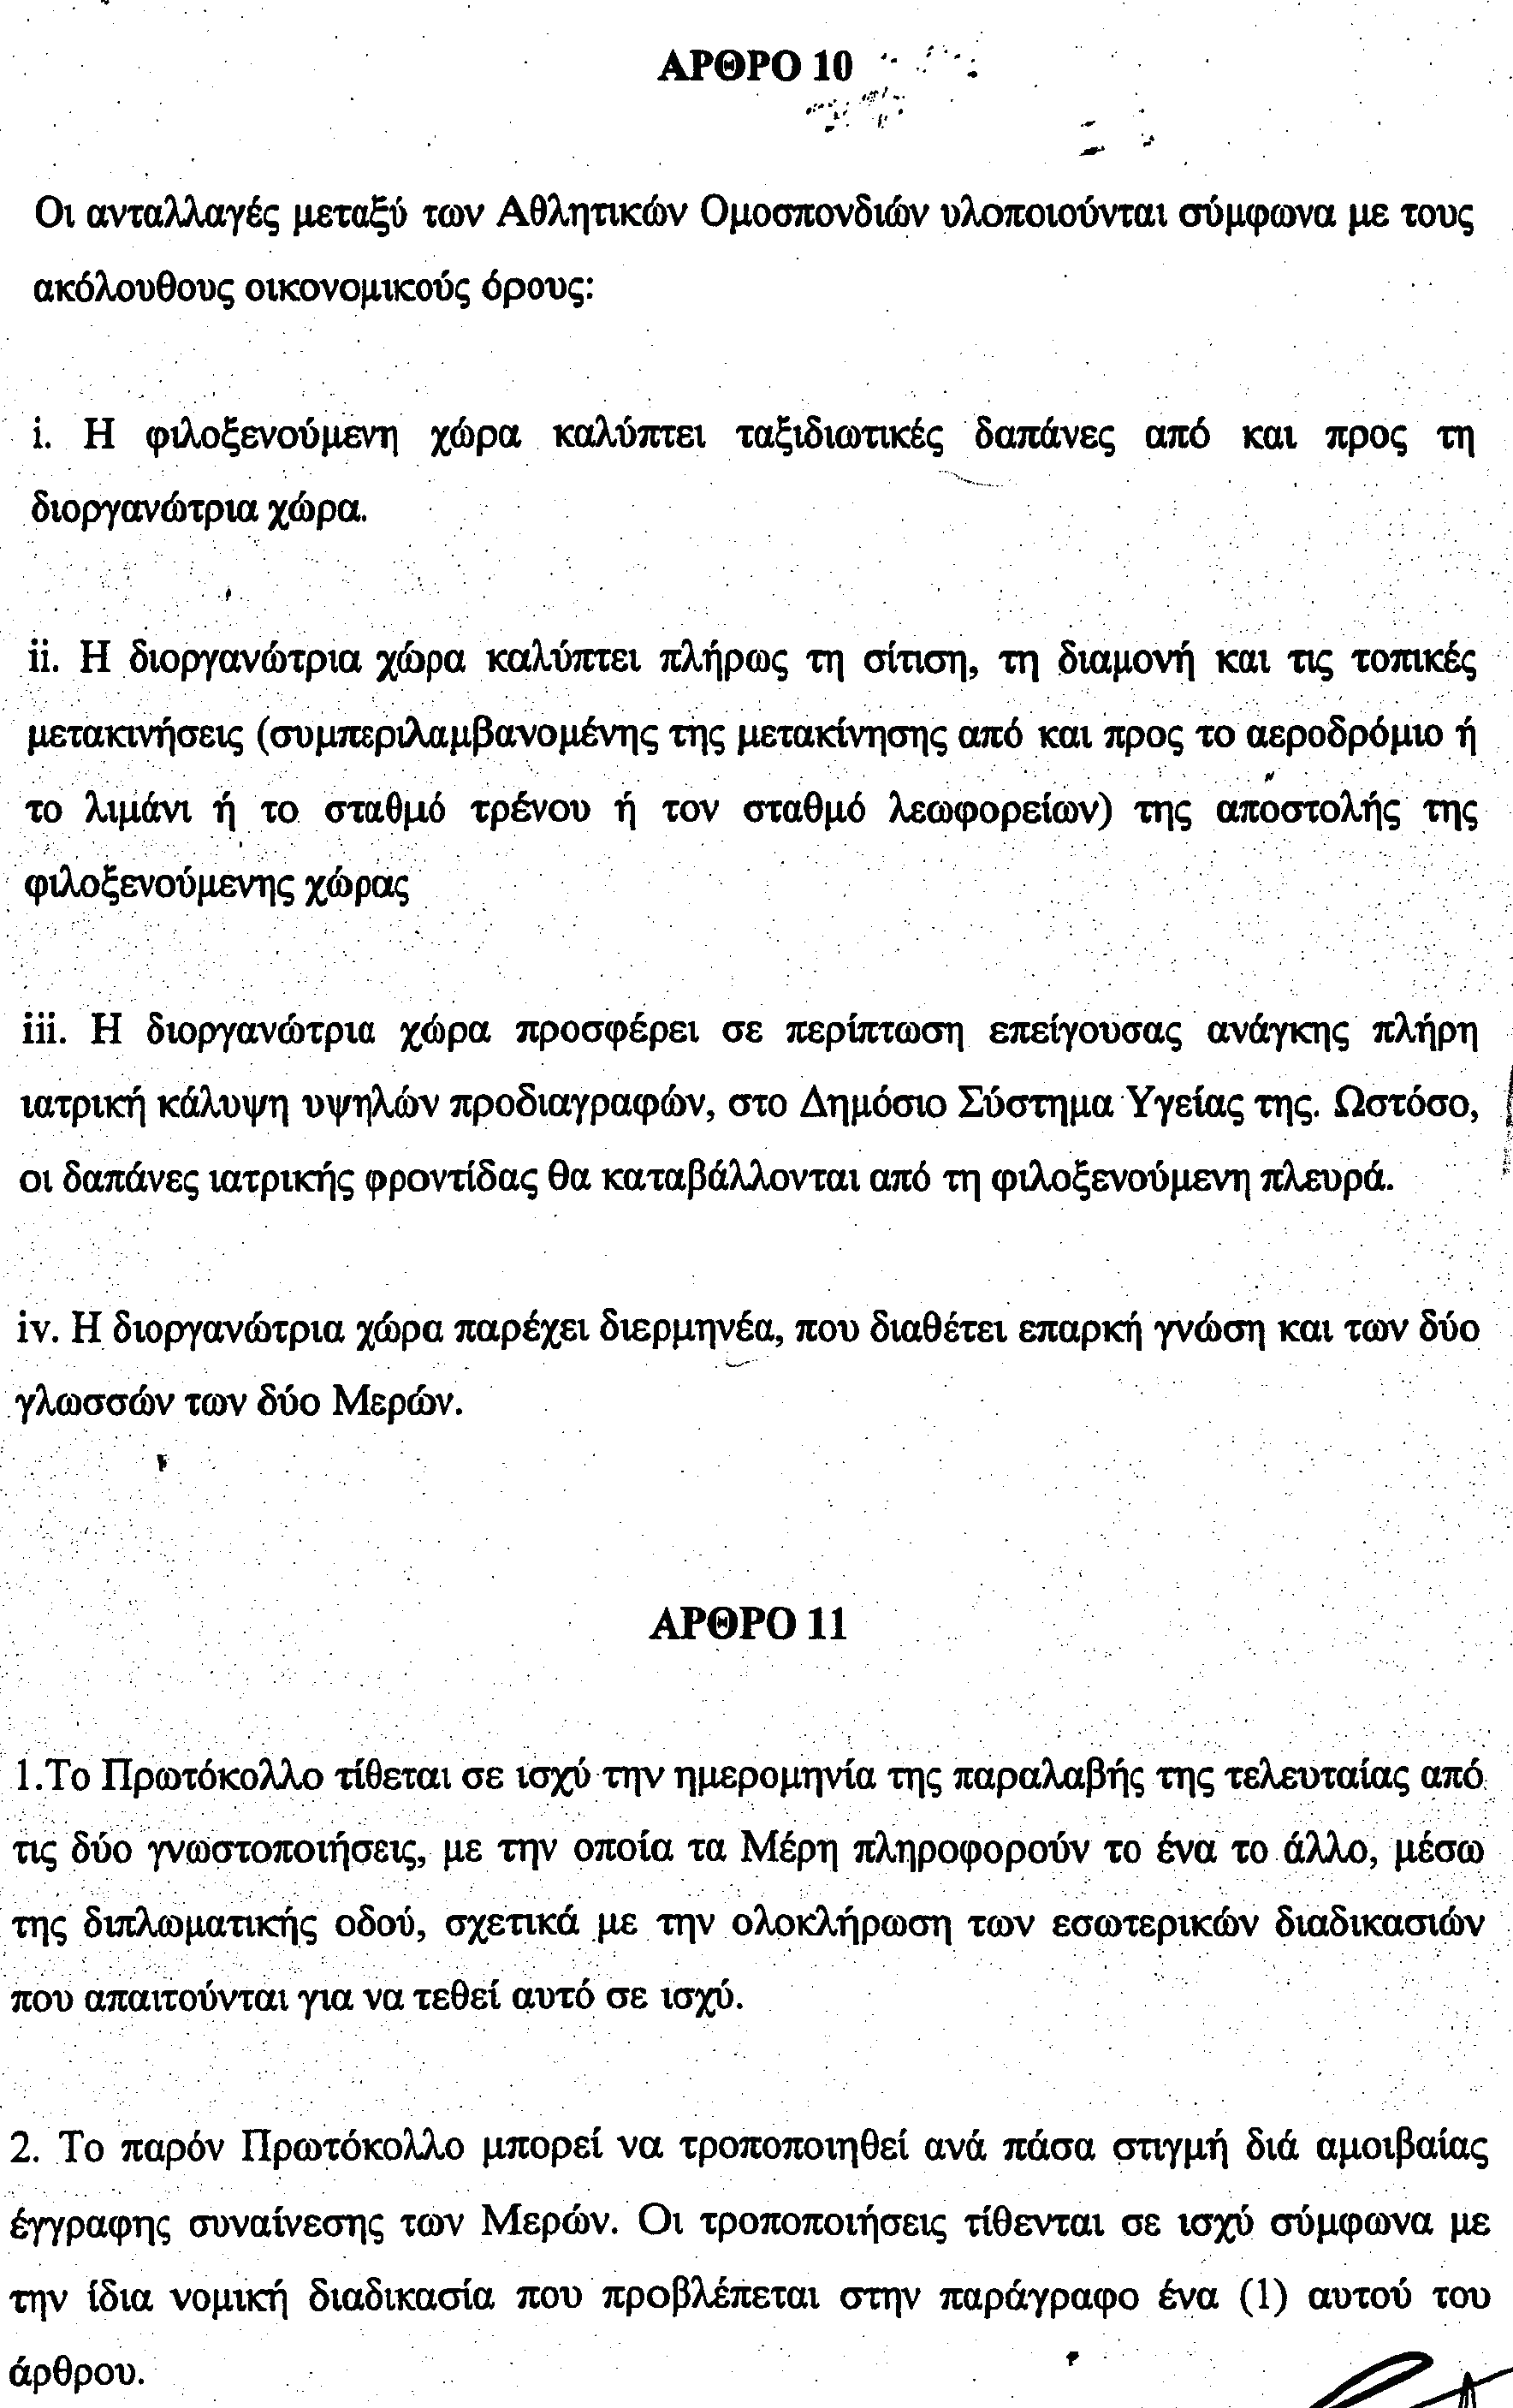 ΑΡΘΡΟ 10
Οι ανταλλαγές μεταξύ των Αθλητικών Ομοσπονδιών υλοποιούνται σύμφωνα με τους
ακόλουθους οικονομικούς όρους:
i. Η φιλοξενούμενη χώρα καλύπτει ταξιδιωτικές δαπάνες από και προς τη
διοργανώτρια χώρα.
ii. Η διοργανώτρια χώρα καλύπτει πλήρως τη σίτιση, τη διαμονή και τις τοπικές
μετακινήσεις (συμπεριλαμβανομένης της μετακίνησης από και προς το αεροδρόμιο ή
το λιμάνι ή το σταθμό τρένου ή τον σταθμό λεωφορείων) της αποστολής της
φιλοξενούμενης χώρας
iii. Η διοργανώτρια χώρα προσφέρει σε περίπτωση επείγουσας ανάγκης πλήρη
ιατρική κάλυψη υψηλών προδιαγραφών, στο Δημόσιο Σύστημα Υγείας της. Ωστόσο,
οι δαπάνες ιατρικής φροντίδας θα καταβάλλονται από τη φιλοξενούμενη πλευρά.
iv. Η διοργανώτρια χώρα παρέχει διερμηνέα, που διαθέτει επαρκή γνώση και των δύο
γλωσσών των δύο Μερών.
ΑΡΘΡΟ 11
1.Το Πρωτόκολλο τίθεται σε ισχύ την ημερομηνία της παραλαβής της τελευταίας από
τις δύο γνωστοποιήσεις, με την οποία τα Μέρη πληροφορούν το ένα το άλλο, μέσω
της διπλωματικής οδού, σχετικά με την ολοκλήρωση των εσωτερικών διαδικασιών
που απαιτούνται για να τεθεί αυτό σε ισχύ.
2. Το παρόν Πρωτόκολλο μπορεί να τροποποιηθεί ανά πάσα στιγμή διά αμοιβαίας
έγγραφης συναίνεσης των Μερών. Οι τροποποιήσεις τίθενται σε ισχύ σύμφωνα με
την ίδια νομική διαδικασία που προβλέπεται στην παράγραφο ένα (1) αυτού του
άρθρου.